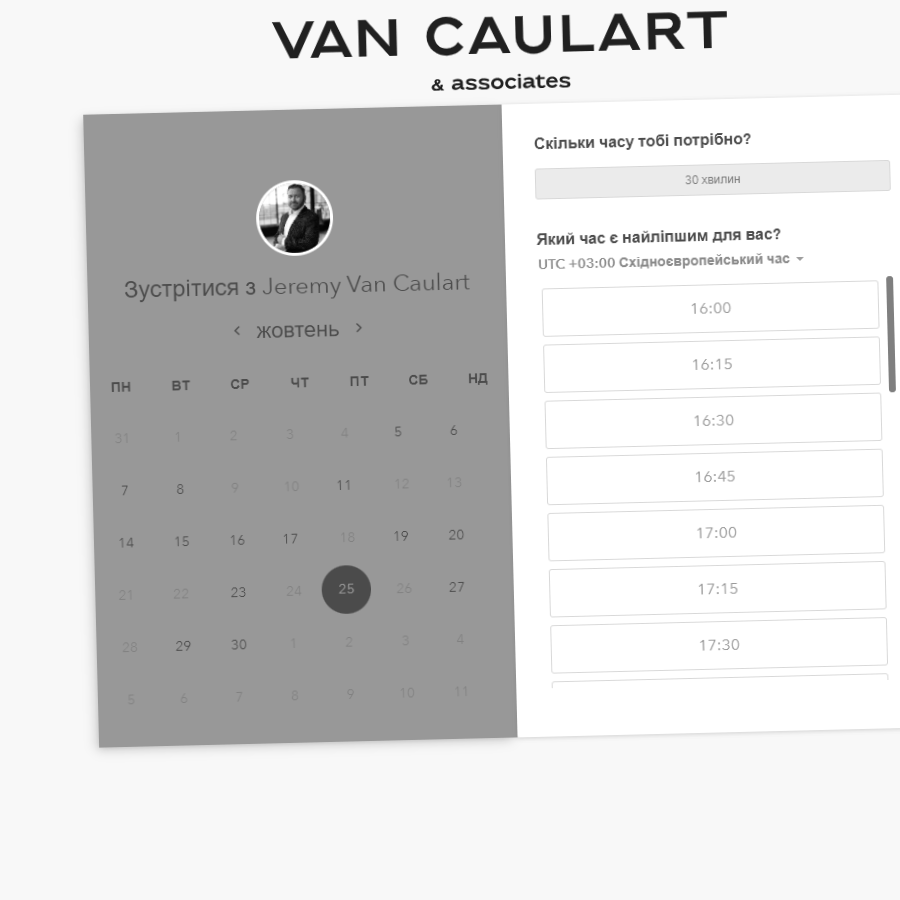 VAN CAULART
& associates
Зустрітися з Jeremy Van Caulart
жовтень
ПН ВТ СР ЧТ ПТ СБ НД
31 1 2 3 4 5 6
7 8 9 10 11 12 13
14 15 16 17 18 19 20
21 22 23 24 25 26 27
28 29 30 1 2 3 4
5 6 7 8 9 10 11
Скільки часу тобі потрібно?
30 хвилин
Який час є найліпшим для вас?
UTC +03:00 Східноєвропейський час
16:00
16:15
16:30
16:45
17:00
17:15
17:30